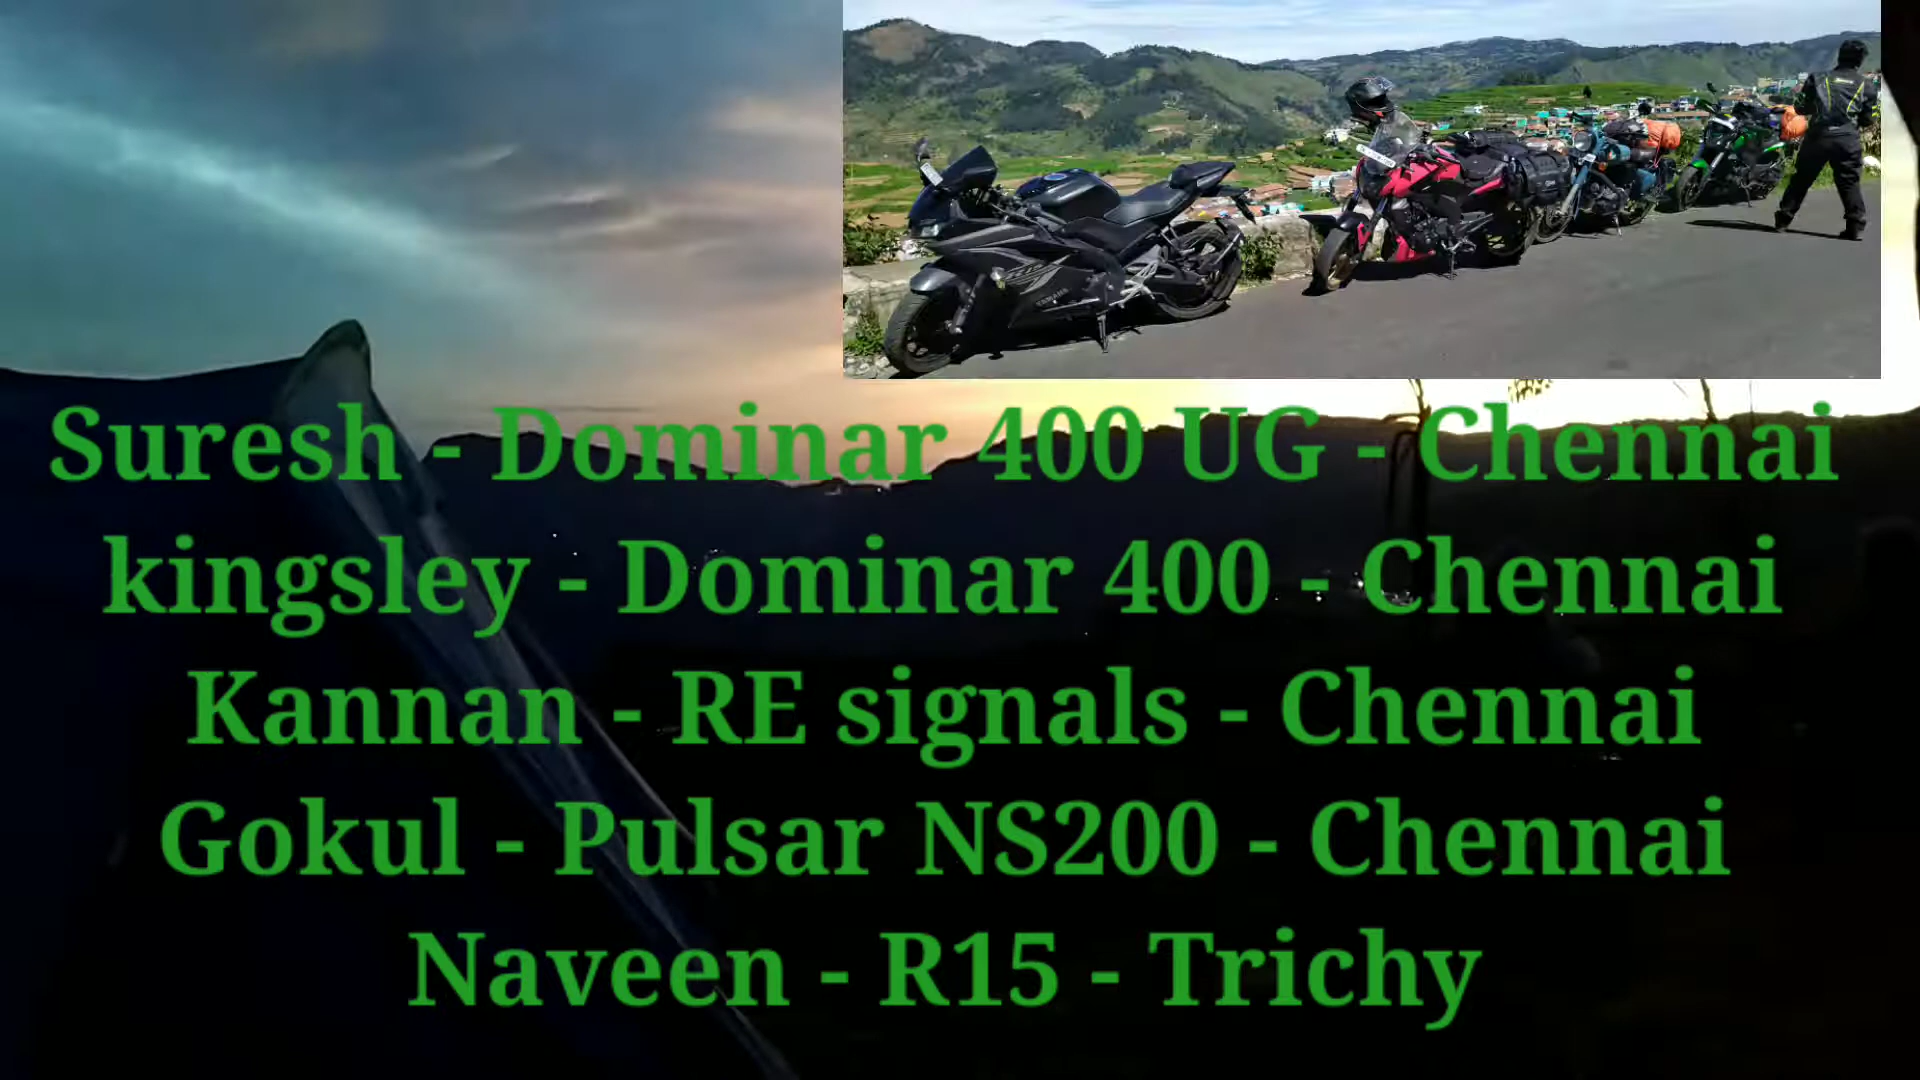 Suresh - Dominar 400 UG - Chennai
kingsley - Dominar 400 - Chennai
Kannan - RE signals - Chennai
Gokul - Pulsar NS200 - Chennai
Naveen - R15 - Trichy